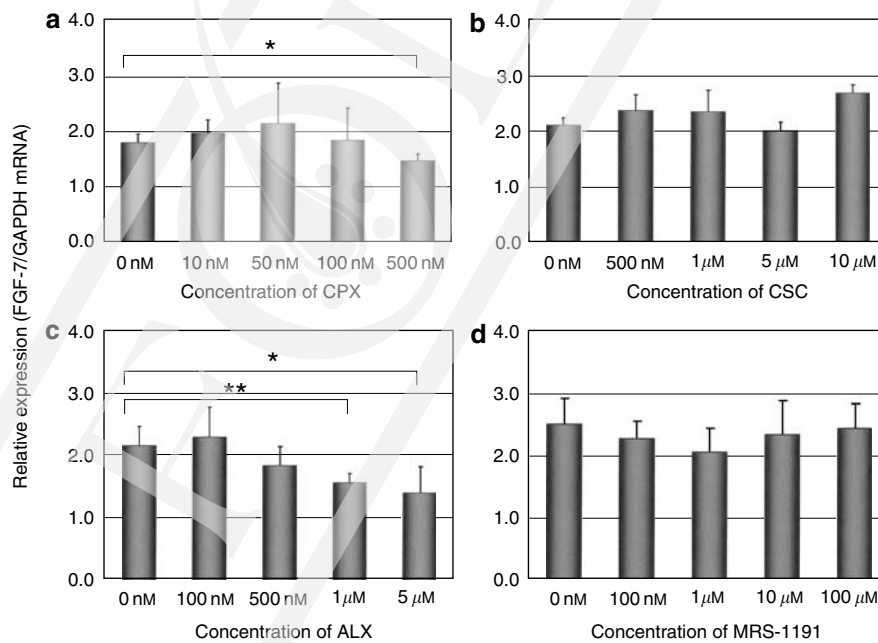 a
*
4.0
3.0
2.0
1.0
0.0
0 nM 10 nM 50 nM 100 nM 500 nM
Concentration of CPX
b
4.0
3.0
2.0
1.0
0.0
0 nM 500 nM 1 μM 5 μM 10 μM
Concentration of CSC
Relative expression (FGF-7/GAPDH mRNA)
c
*
**
4.0
3.0
2.0
1.0
0.0
0 nM 100 nM 500 nM 1 μM 5 μM
Concentration of ALX
d
4.0
3.0
2.0
1.0
0.0
0 nM 100 nM 1 μM 10 μM 100 μM
Concentration of MRS-1191